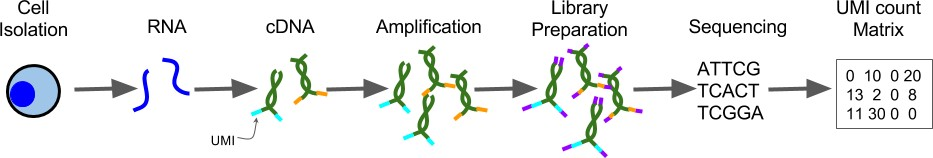 Cell
Isolation
RNA
cDNA
Amplification
Library
Preparation
Sequencing
UMI count
Matrix
UMI
ATTCG
TCACT
TCGGA
0 10 0 20
13 2 0 8
11 30 0 0